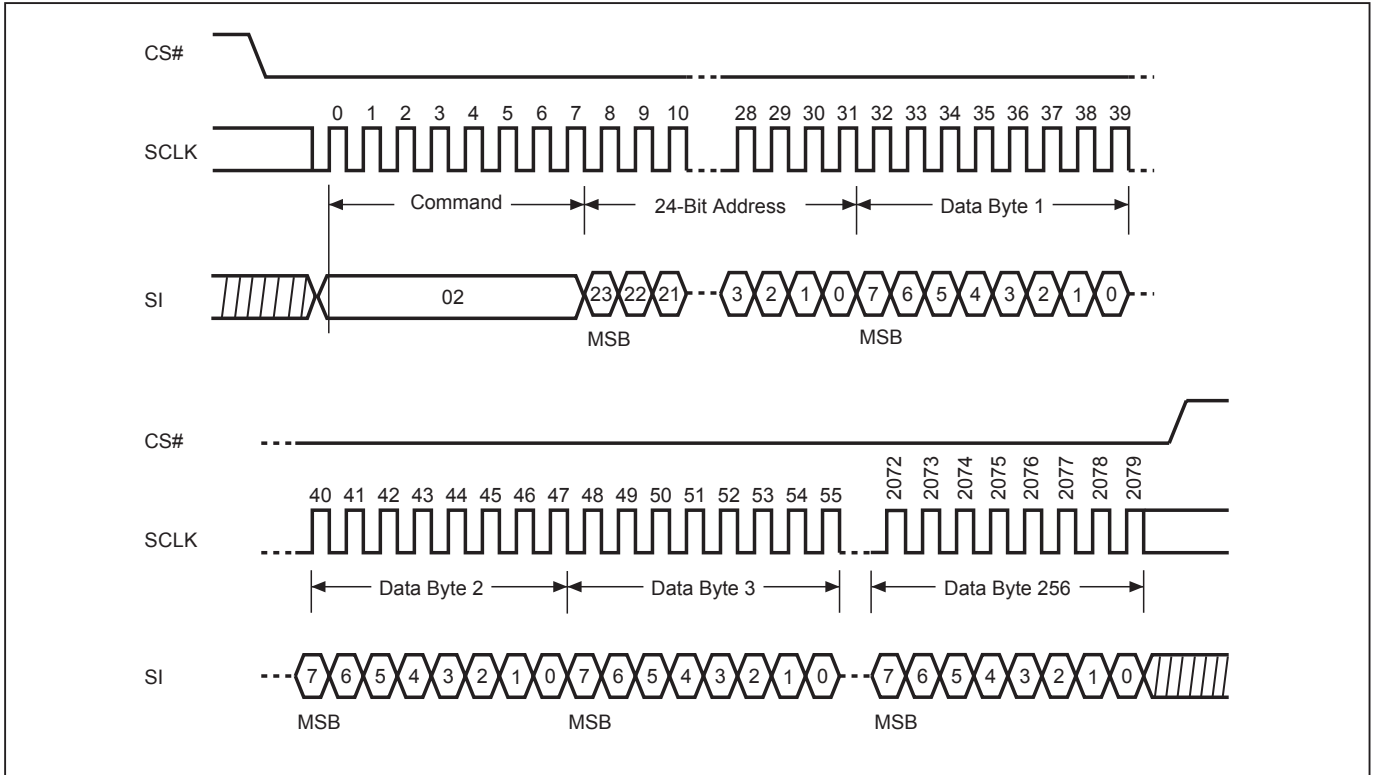 CS#
0 1 2 3 4 5 6 7 8 9 10 28 29 30 31 32 33 34 35 36 37 38 39
SCLK
Command 24-Bit Address Data Byte 1
SI 02 23 22 21 3 2 1 0 7 6 5 4 3 2 1 0
MSB MSB
CS#
2072 2073 2074 2075 2076 2077 2078 2079
40 41 42 43 44 45 46 47 48 49 50 51 52 53 54 55
SCLK
Data Byte 2 Data Byte 3 Data Byte 256
SI 7 6 5 4 3 2 1 0 7 6 5 4 3 2 1 0 7 6 5 4 3 2 1 0
MSB MSB MSB